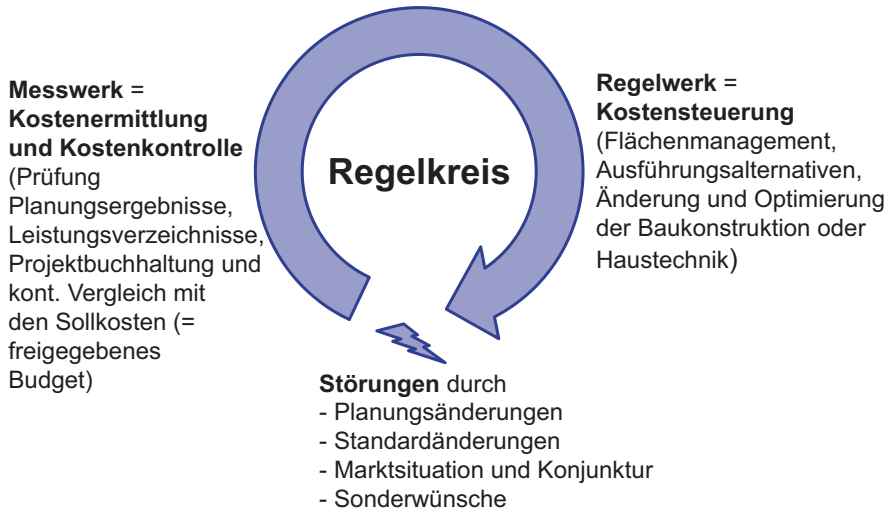 Messwerk =
Kostenermittlung
und Kostenkontrolle
(Prüfung
Planungsergebnisse,
Leistungsverzeichnisse,
Projektbuchhaltung und
kont. Vergleich mit
den Sollkosten (=
freigegebenes
Budget)
Regelkreis
Regelwerk =
Kostensteuerung
(Flächenmanagement,
Ausführungsalternativen,
Änderung und Optimierung
der Baukonstruktion oder
Haustechnik)
Störungen durch
- Planungsänderungen
- Standardänderungen
- Marktsituation und Konjunktur
- Sonderwünsche